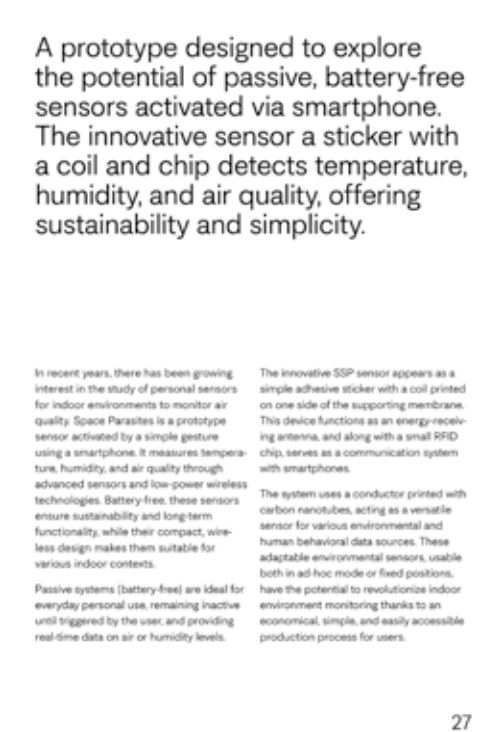 A prototype designed to explore
the potential of passive, battery-free
sensors activated via smartphone.
The innovative sensor a sticker with
a coil and chip detects temperature,
humidity, and air quality, offering
sustainability and simplicity.
In recent years, there has been growing
interest in the study of personal sensors
for indoor environments to monitor air
quality. Space Parasites is a prototype
sensor activated by a simple gesture
using a smartphone. It measures tempera-
ture, humidity, and air quality through
advanced sensors and low-power wireless
technologies. Battery-free, these sensors
ensure sustainability and long-term
functionality, while their compact, wire-
less design makes them suitable for
various indoor contexts.
Passive systems (battery-free) are ideal for
everyday personal use, remaining inactive
until triggered by the user, and providing
real-time data on air or humidity levels.
The innovative SSP sensor appears as a
simple adhesive sticker with a coil printed
on one side of the supporting membrane.
This device functions as an energy-receiv-
ing antenna, and along with a small RFID
chip, serves as a communication system
with smartphones.
The system uses a conductor printed with
carbon nanotubes, acting as a versatile
sensor for various environmental and
human behavioral data sources. These
adaptable environmental sensors, usable
both in ad-hoc mode or fixed positions,
have the potential to revolutionize indoor
environment monitoring thanks to an
economical, simple, and easily accessible
production process for users.
27